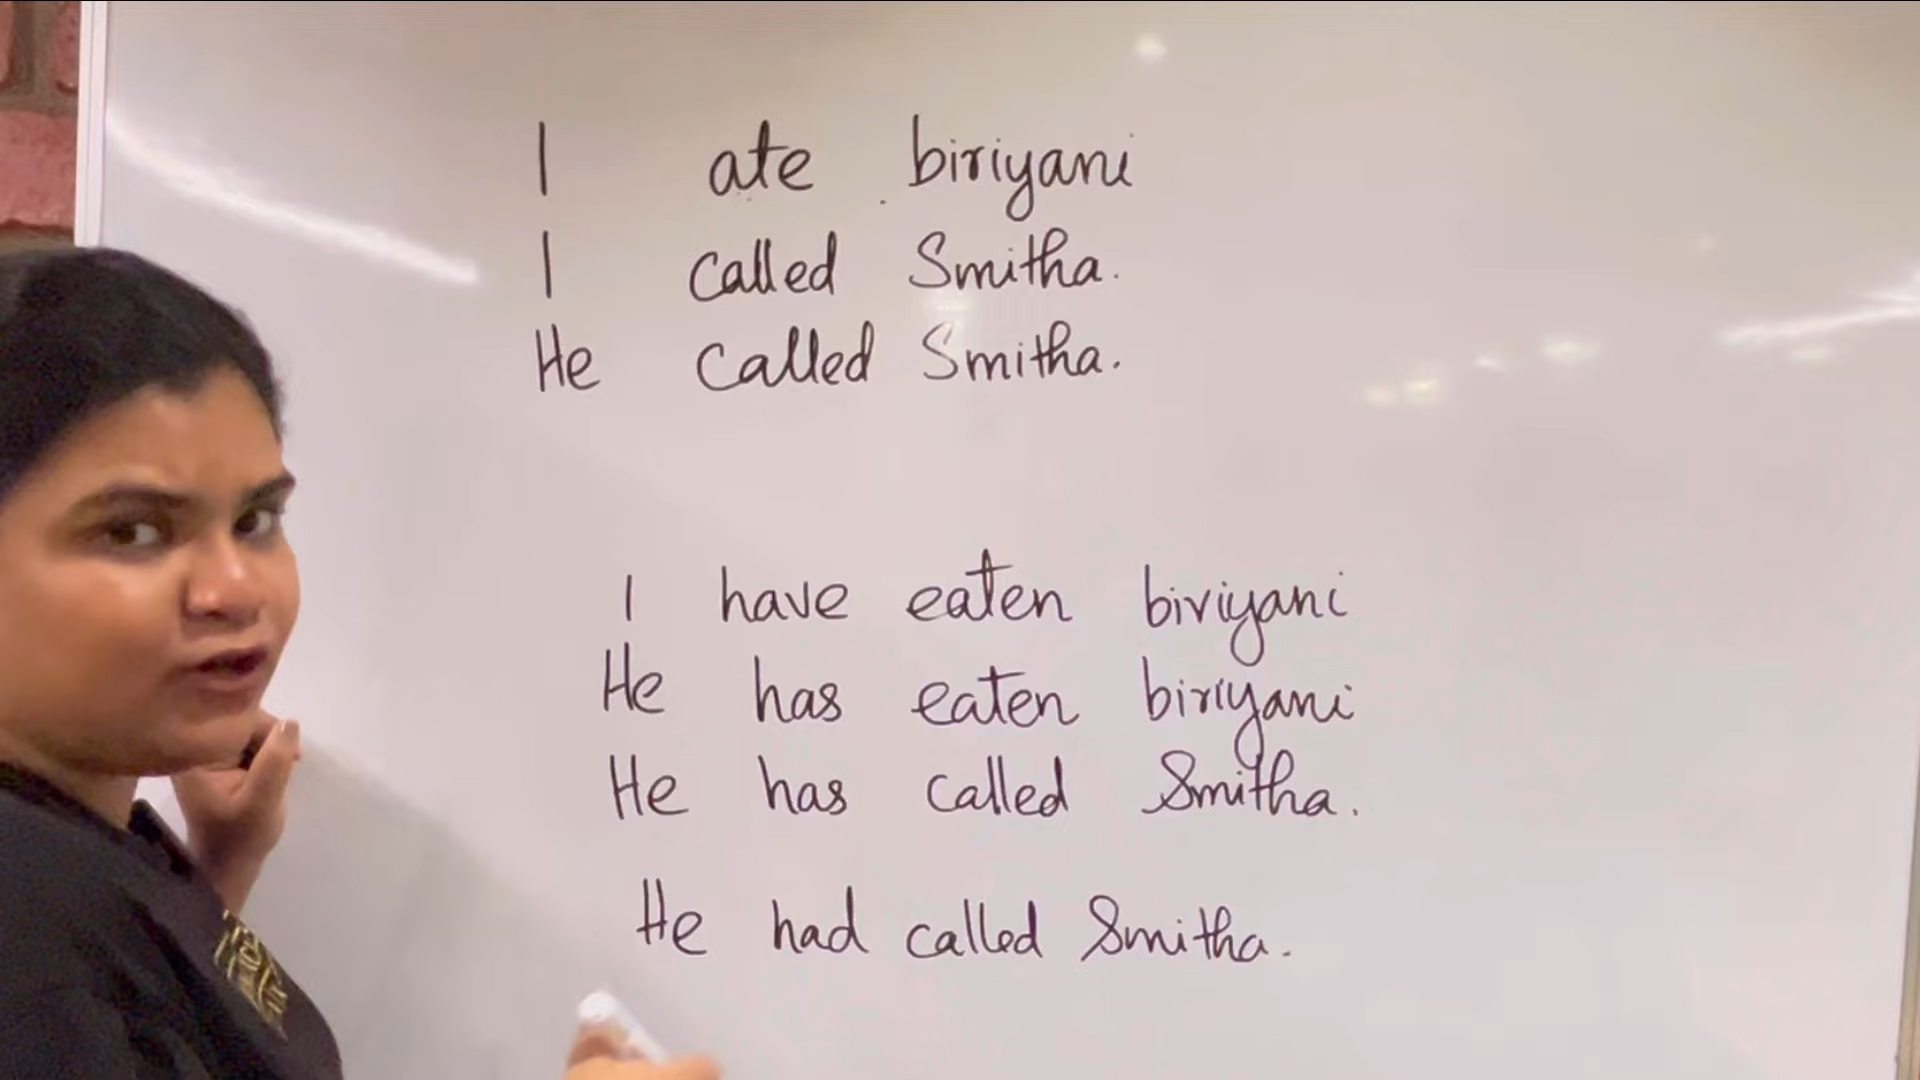 I ate biriyani
I called Smitha.
He called Smitha.
I have eaten biriyani
He has eaten biriyani
He has called Smitha.
He had called Smitha.